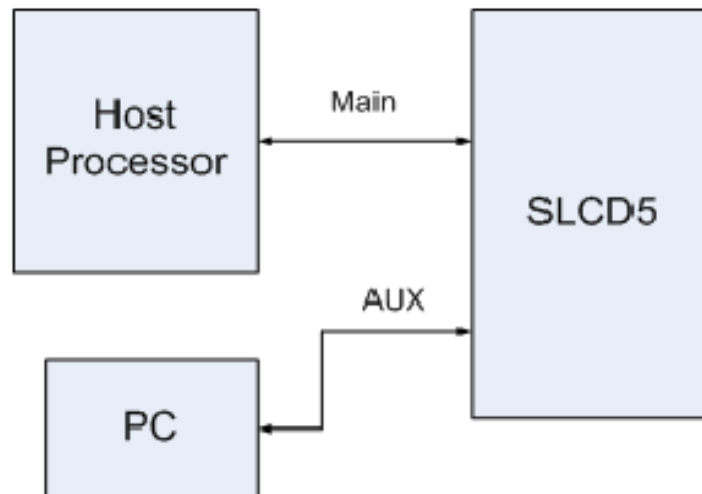 Host
Processor
Main
SLCD5
AUX
PC